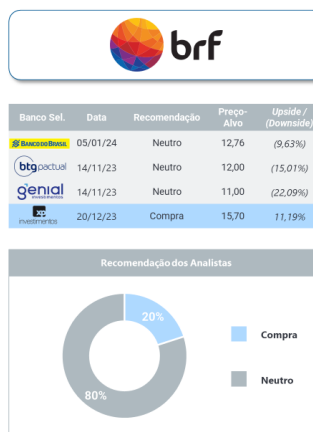 brf
Banco Sel. Data Recomendação Preço-Alvo Upside / (Downside)
BANCO DO BRASIL 05/01/24 Neutro 12,76 (9,63%)
btg pactual 14/11/23 Neutro 12,00 (15,01%)
genial investimentos 14/11/23 Neutro 11,00 (22,09%)
xp investimentos 20/12/23 Compra 15,70 11,19%
Recomendação dos Analistas
20%
Compra
Neutro
80%